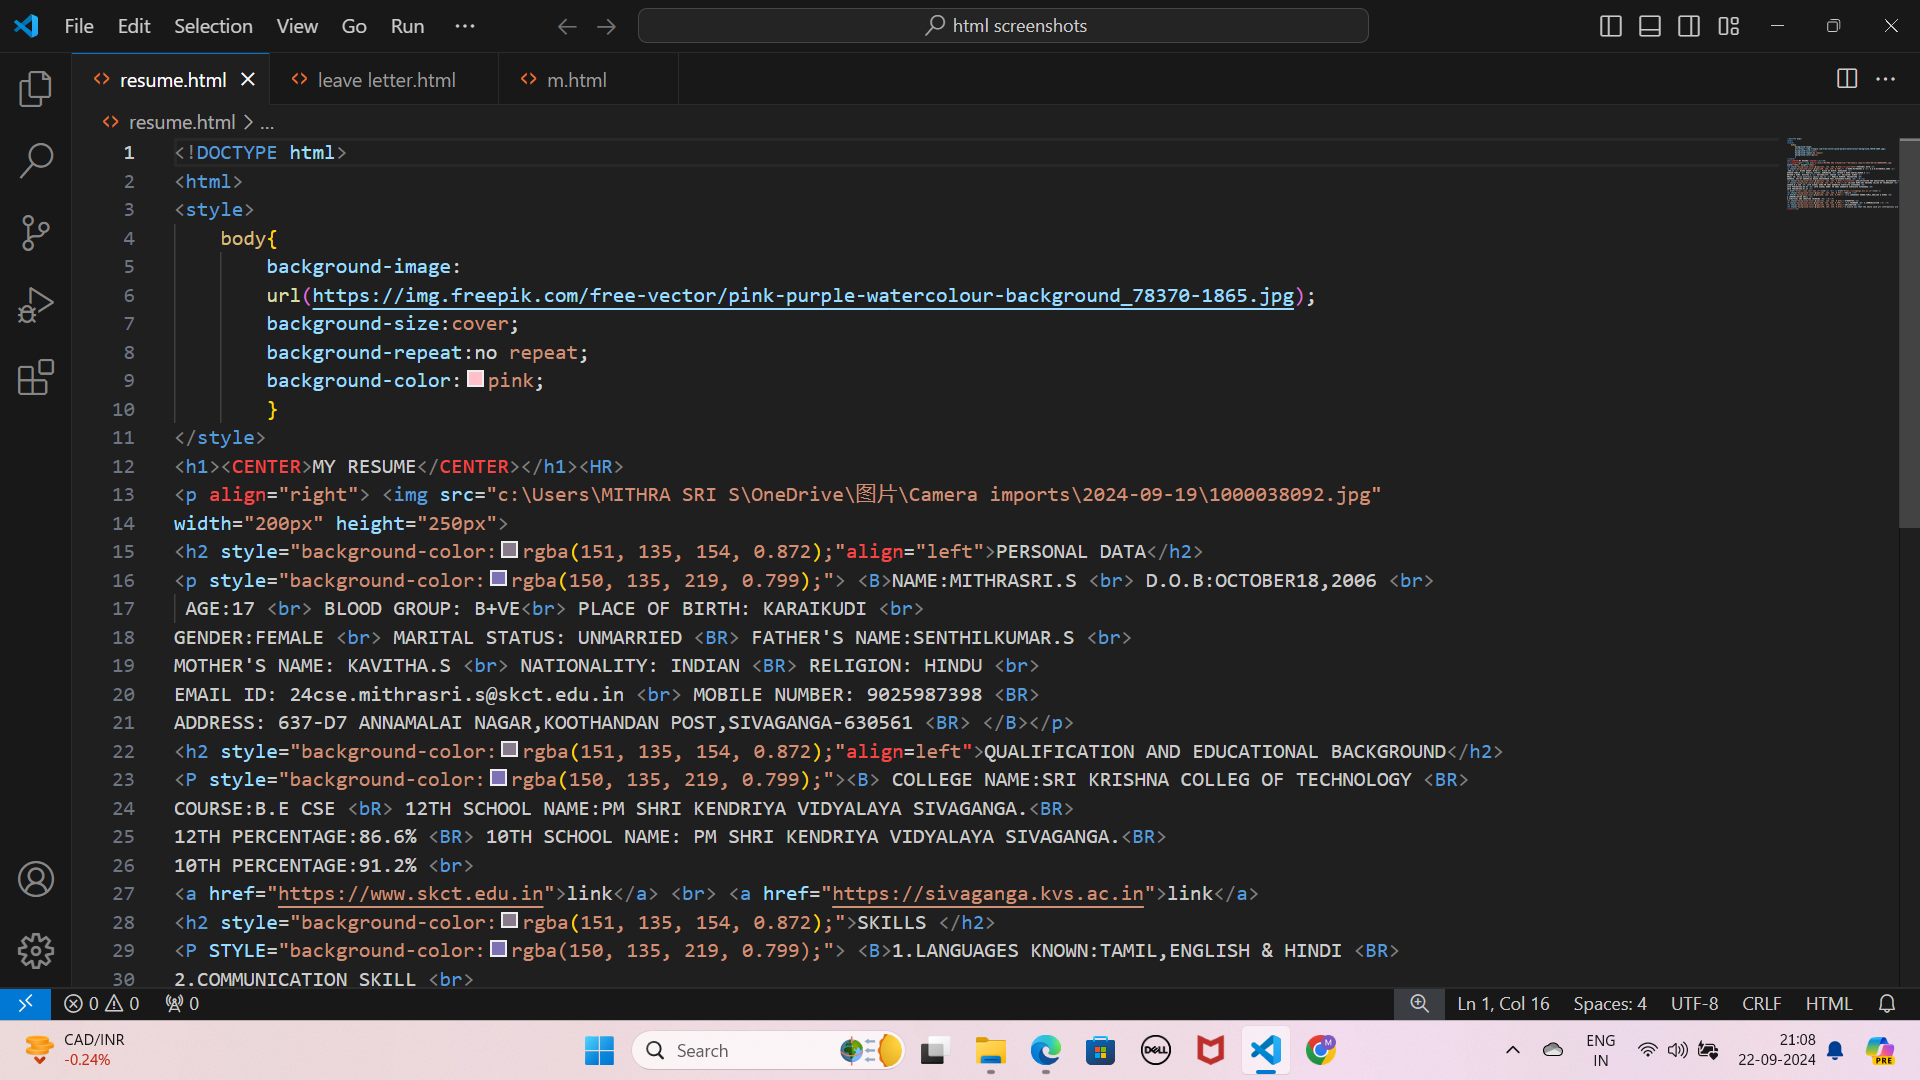 File Edit Selection View Go Run ··· html screenshots
resume.html leave letter.html m.html
resume.html > ...
1 <!DOCTYPE html>
2 <html>
3 <style>
4 body{
5 background-image:
6 url(https://img.freepik.com/free-vector/pink-purple-watercolour-background_78370-1865.jpg);
7 background-size:cover;
8 background-repeat:no repeat;
9 background-color: pink;
10 }
11 </style>
12 <h1><CENTER>MY RESUME</CENTER></h1><HR>
13 <p align="right"> <img src="c:\Users\MITHRA SRI S\OneDrive\图片\Camera imports\2024-09-19\1000038092.jpg"
14 width="200px" height="250px">
15 <h2 style="background-color: rgba(151, 135, 154, 0.872);"align="left">PERSONAL DATA</h2>
16 <p style="background-color: rgba(150, 135, 219, 0.799);"> <B>NAME:MITHRASRI.S <br> D.O.B:OCTOBER18,2006 <br>
17 AGE:17 <br> BLOOD GROUP: B+VE<br> PLACE OF BIRTH: KARAIKUDI <br>
18 GENDER:FEMALE <br> MARITAL STATUS: UNMARRIED <BR> FATHER'S NAME:SENTHILKUMAR.S <br>
19 MOTHER'S NAME: KAVITHA.S <br> NATIONALITY: INDIAN <BR> RELIGION: HINDU <br>
20 EMAIL ID: 24cse.mithrasri.s@skct.edu.in <br> MOBILE NUMBER: 9025987398 <BR>
21 ADDRESS: 637-D7 ANNAMALAI NAGAR,KOOTHANDAN POST,SIVAGANGA-630561 <BR> </B></p>
22 <h2 style="background-color: rgba(151, 135, 154, 0.872);"align=left">QUALIFICATION AND EDUCATIONAL BACKGROUND</h2>
23 <P style="background-color: rgba(150, 135, 219, 0.799);"><B> COLLEGE NAME:SRI KRISHNA COLLEG OF TECHNOLOGY <BR>
24 COURSE:B.E CSE <bR> 12TH SCHOOL NAME:PM SHRI KENDRIYA VIDYALAYA SIVAGANGA.<BR>
25 12TH PERCENTAGE:86.6% <BR> 10TH SCHOOL NAME: PM SHRI KENDRIYA VIDYALAYA SIVAGANGA.<BR>
26 10TH PERCENTAGE:91.2% <br>
27 <a href="https://www.skct.edu.in">link</a> <br> <a href="https://sivaganga.kvs.ac.in">link</a>
28 <h2 style="background-color: rgba(151, 135, 154, 0.872);">SKILLS </h2>
29 <P STYLE="background-color: rgba(150, 135, 219, 0.799);"> <B>1.LANGUAGES KNOWN:TAMIL,ENGLISH & HINDI <BR>
30 2.COMMUNICATION SKILL <br>
0 0 0 Ln 1, Col 16 Spaces: 4 UTF-8 CRLF HTML
CAD/INR
-0.24%
Search
DELL
M
ENG
IN
21:08
22-09-2024
PRE